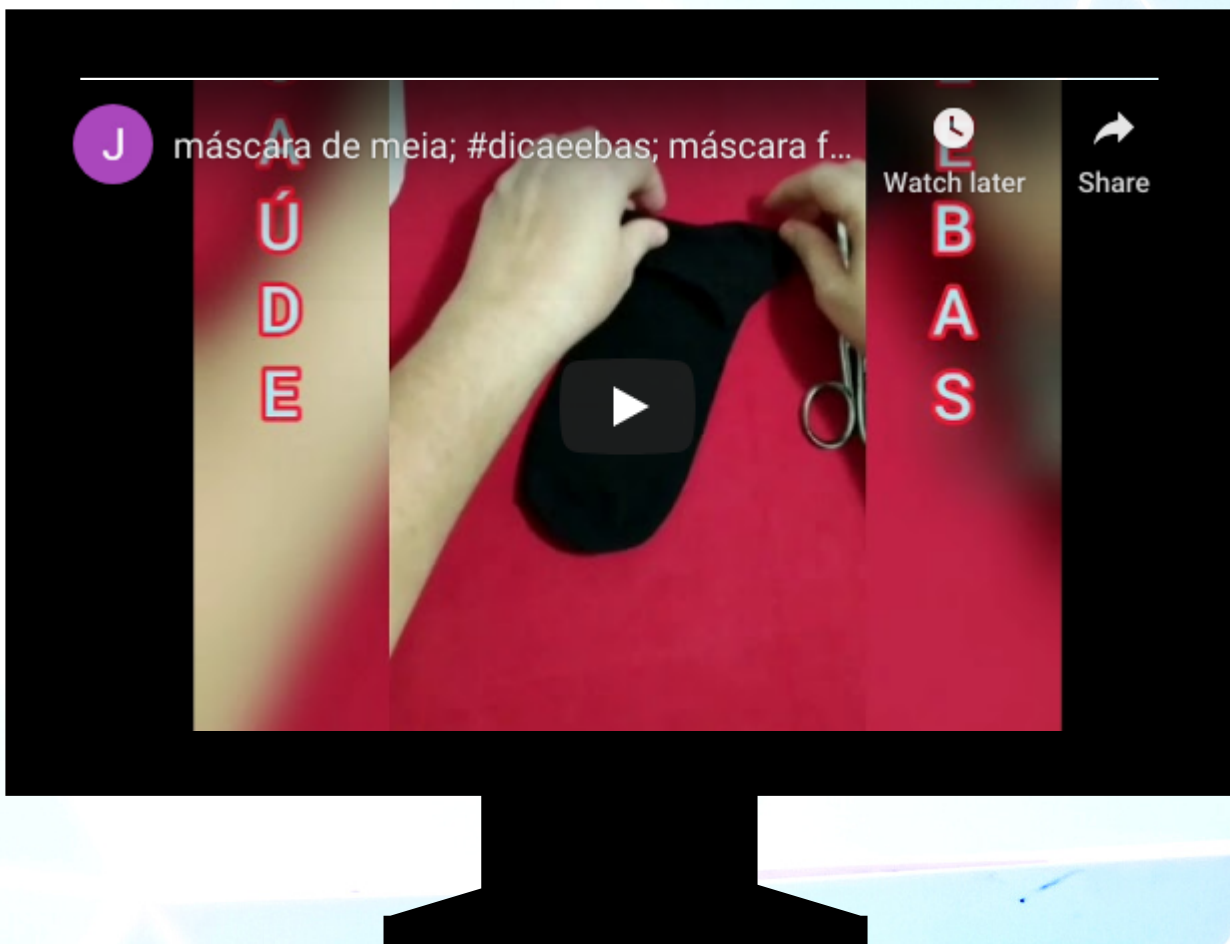 J
máscara de meia; #dicaeebas; máscara f...
Watch later
Share
A
Ú
D
E
E
B
A
S